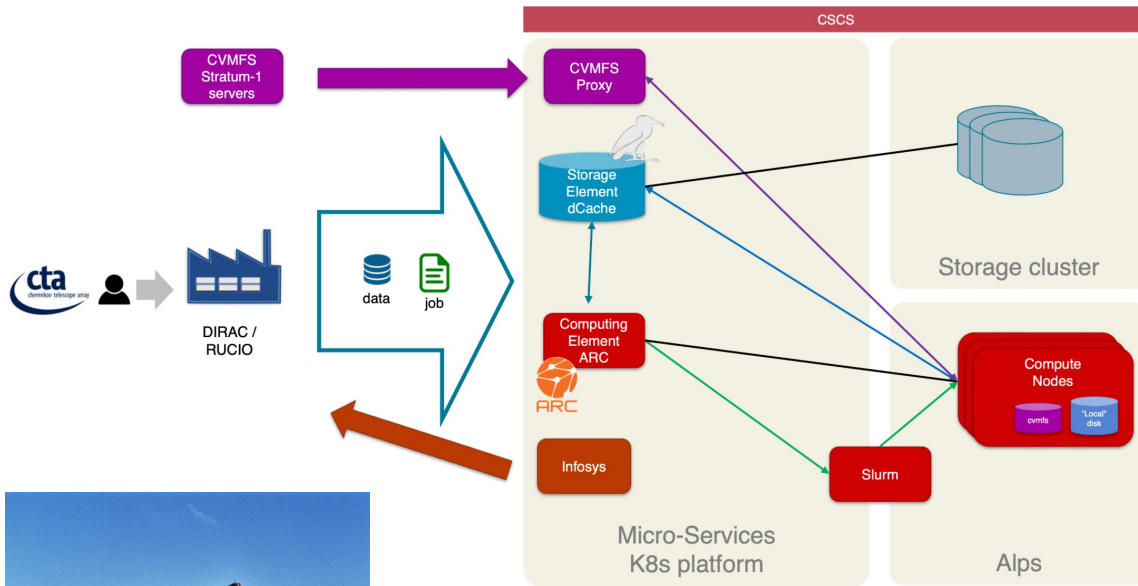 CSCS
CVMFS
Stratum-1
servers
CVMFS
Proxy
Storage
Element
dCache
Storage cluster
cta
cherenkov telescope array
data
job
DIRAC /
RUCIO
Computing
Element
ARC
ARC
Compute
Nodes
cvmfs
"Local"
disk
Infosys
Slurm
Micro-Services
K8s platform
Alps